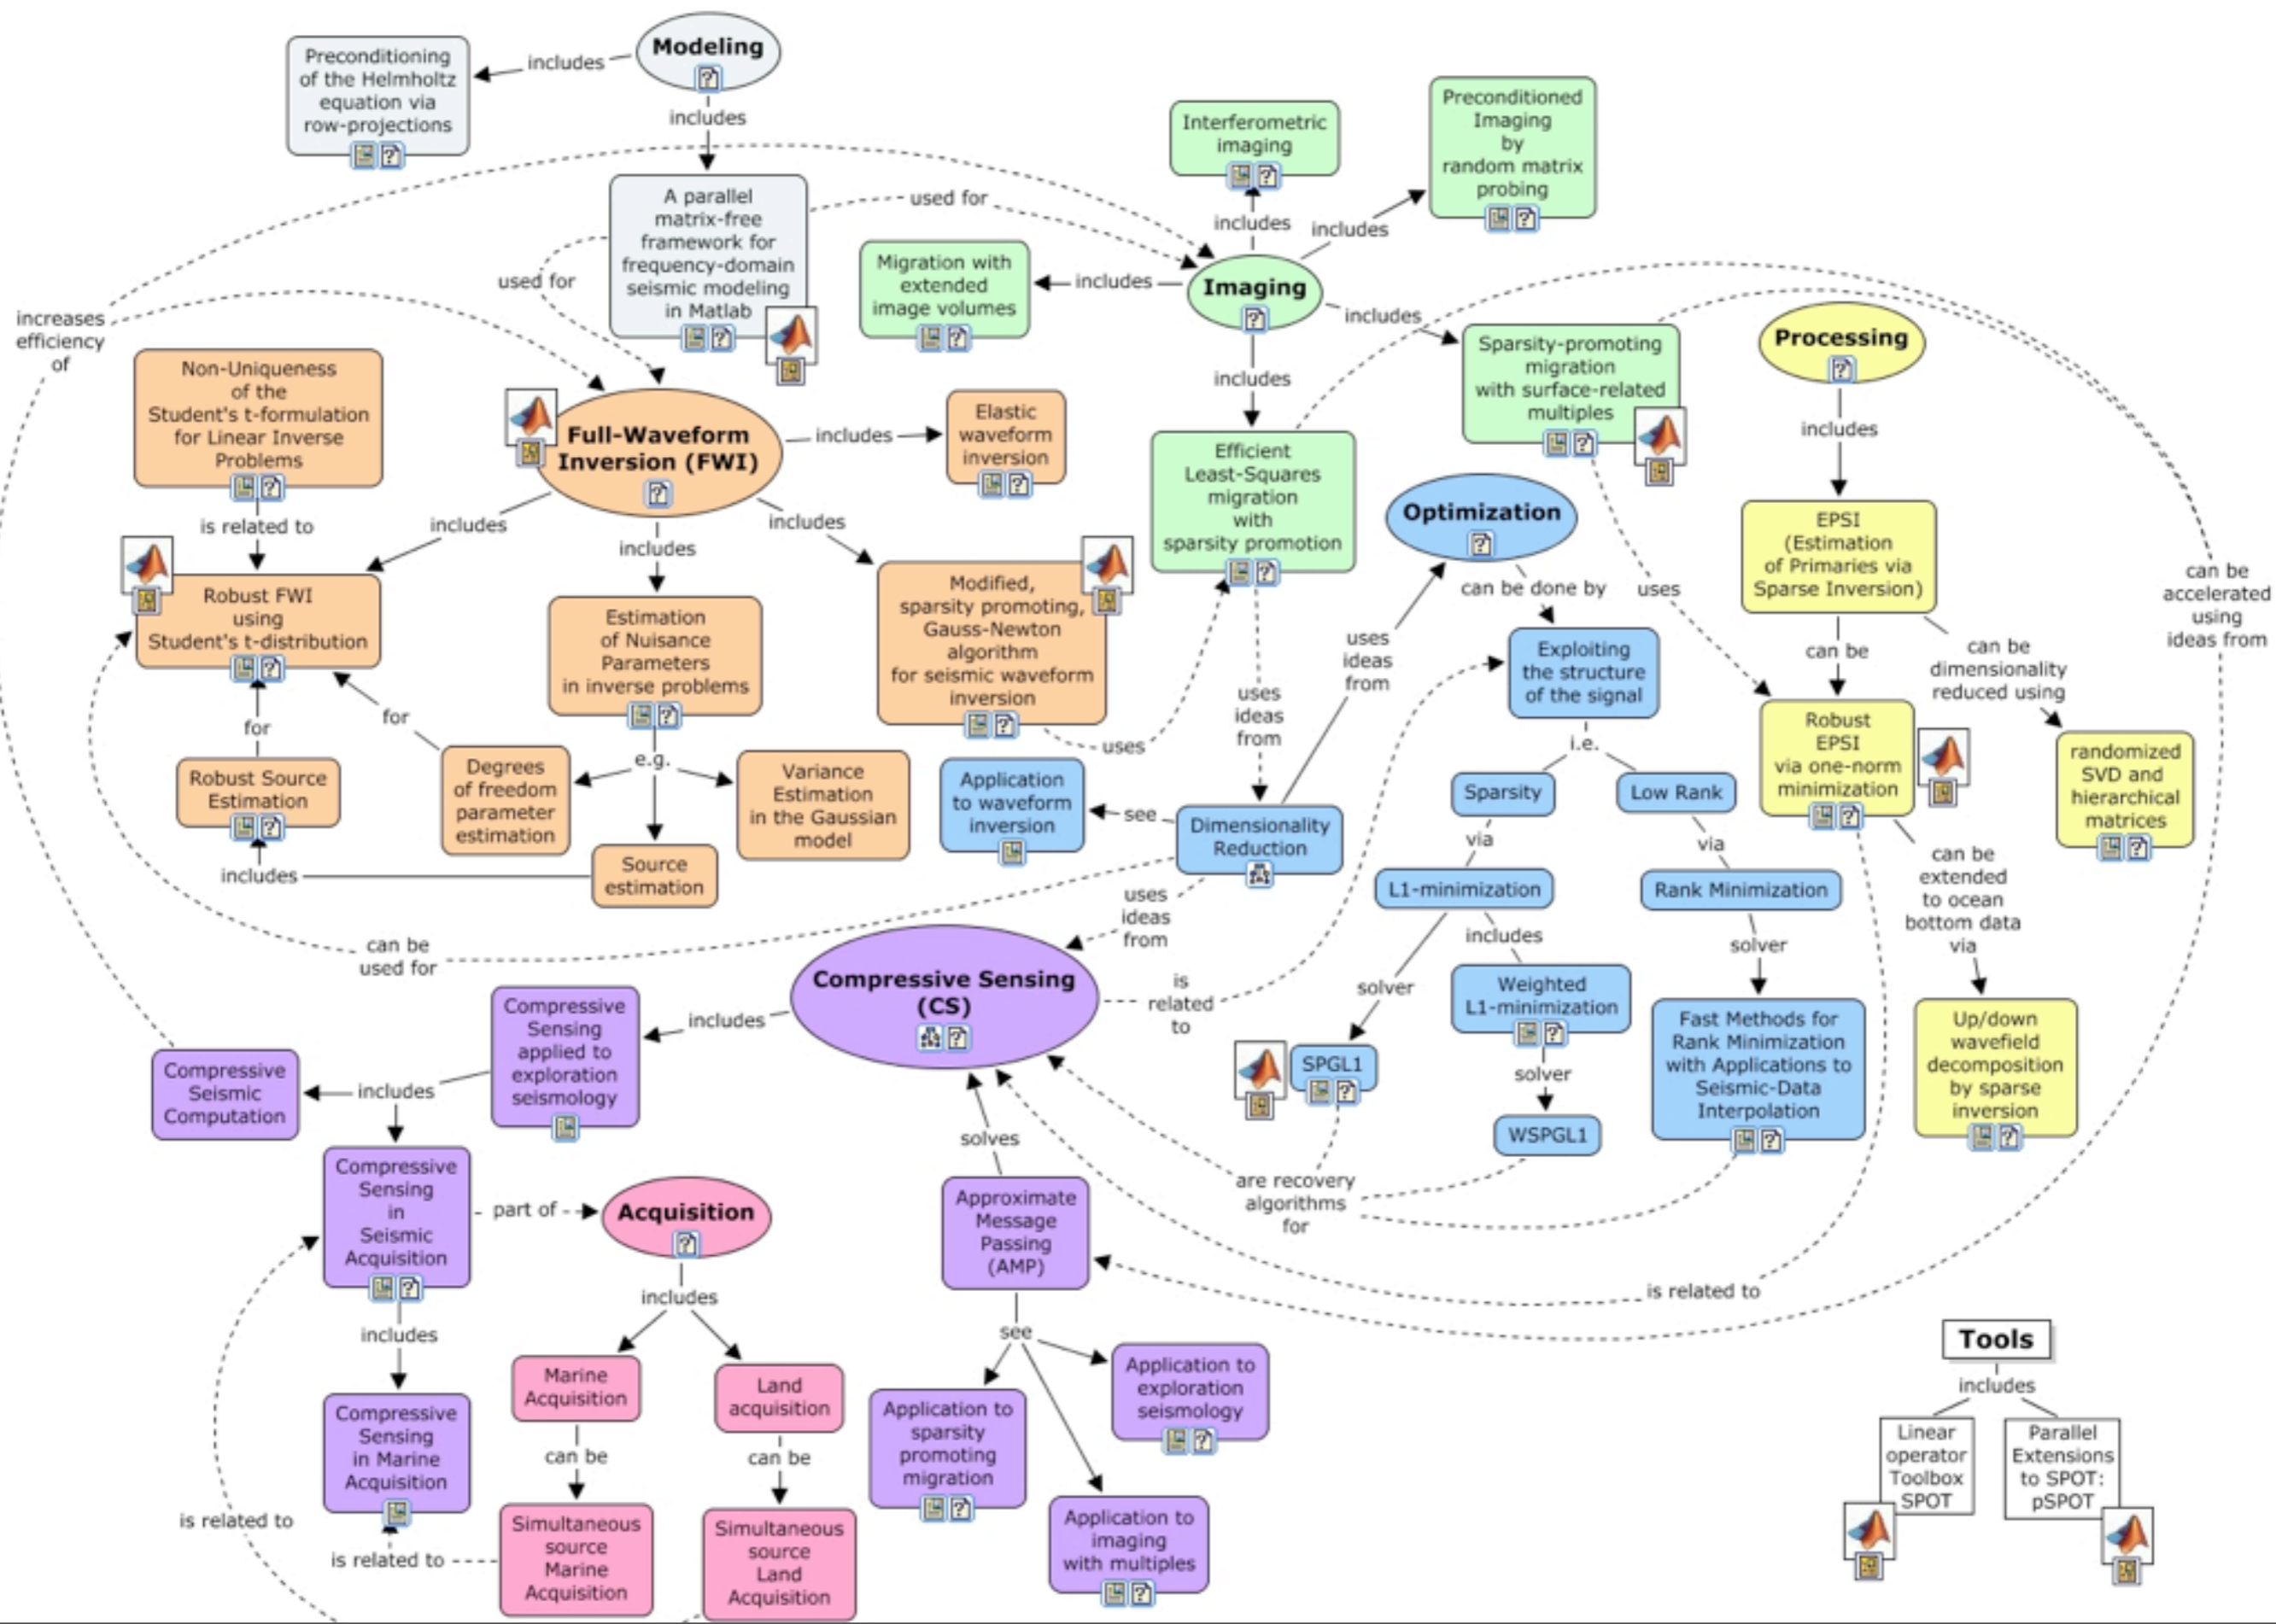 Modeling
includes
Preconditioning
of the Helmholtz
equation via
row-projections
includes
A parallel
matrix-free
framework for
frequency-domain
seismic modeling
in Matlab
used for
used for
Interferometric
imaging
includes
Preconditioned
Imaging
by
random matrix
probing
includes
Migration with
extended
image volumes
includes
Imaging
includes
includes
Sparsity-promoting
migration
with surface-related
multiples
Processing
includes
increases
efficiency
of
Non-Uniqueness
of the
Student's t-formulation
for Linear Inverse
Problems
is related to
Full-Waveform
Inversion (FWI)
includes
Elastic
waveform
inversion
includes
includes
includes
Efficient
Least-Squares
migration
with
sparsity promotion
Optimization
can be done by
uses
EPSI
(Estimation
of Primaries via
Sparse Inversion)
can be
accelerated
using
ideas from
Robust FWI
using
Student's t-distribution
Estimation
of Nuisance
Parameters
in inverse problems
Modified,
sparsity promoting,
Gauss-Newton
algorithm
for seismic waveform
inversion
uses
uses
ideas
from
uses
ideas
from
Exploiting
the structure
of the signal
i.e.
can be
can be
dimensionality
reduced using
for
for
Robust Source
Estimation
Degrees
of freedom
parameter
estimation
e.g.
Variance
Estimation
in the Gaussian
model
Source
estimation
includes
Application
to waveform
inversion
see
Dimensionality
Reduction
Sparsity
Low Rank
via
via
Robust
EPSI
via one-norm
minimization
randomized
SVD and
hierarchical
matrices
can be
extended
to ocean
bottom data
via
L1-minimization
Rank Minimization
uses
ideas
from
can be
used for
includes
solver
solver
Compressive Sensing
(CS)
is
related
to
Weighted
L1-minimization
Fast Methods for
Rank Minimization
with Applications to
Seismic-Data
Interpolation
Up/down
wavefield
decomposition
by sparse
inversion
includes
Compressive
Sensing
applied to
exploration
seismology
Compressive
Seismic
Computation
includes
SPGL1
solver
WSPGL1
solves
are recovery
algorithms
for
Compressive
Sensing
in
Seismic
Acquisition
part of
Acquisition
Approximate
Message
Passing
(AMP)
is related to
includes
includes
see
Marine
Acquisition
Land
acquisition
Application to
exploration
seismology
Tools
includes
Compressive
Sensing
in Marine
Acquisition
can be
can be
Application to
sparsity
promoting
migration
Linear
operator
Toolbox
SPOT
Parallel
Extensions
to SPOT:
pSPOT
is related to
is related to
Simultaneous
source
Marine
Acquisition
Simultaneous
source
Land
Acquisition
Application to
imaging
with multiples